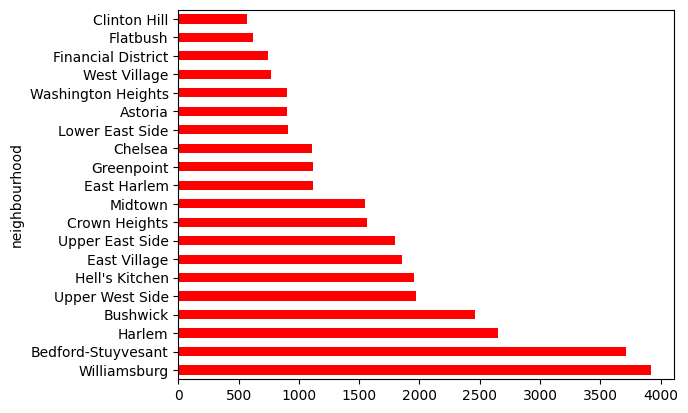 Clinton Hill
Flatbush
Financial District
West Village
Washington Heights
Astoria
Lower East Side
Chelsea
Greenpoint
East Harlem
Midtown
Crown Heights
Upper East Side
East Village
Hell's Kitchen
Upper West Side
Bushwick
Harlem
Bedford-Stuyvesant
Williamsburg
neighbourhood
0 500 1000 1500 2000 2500 3000 3500 4000